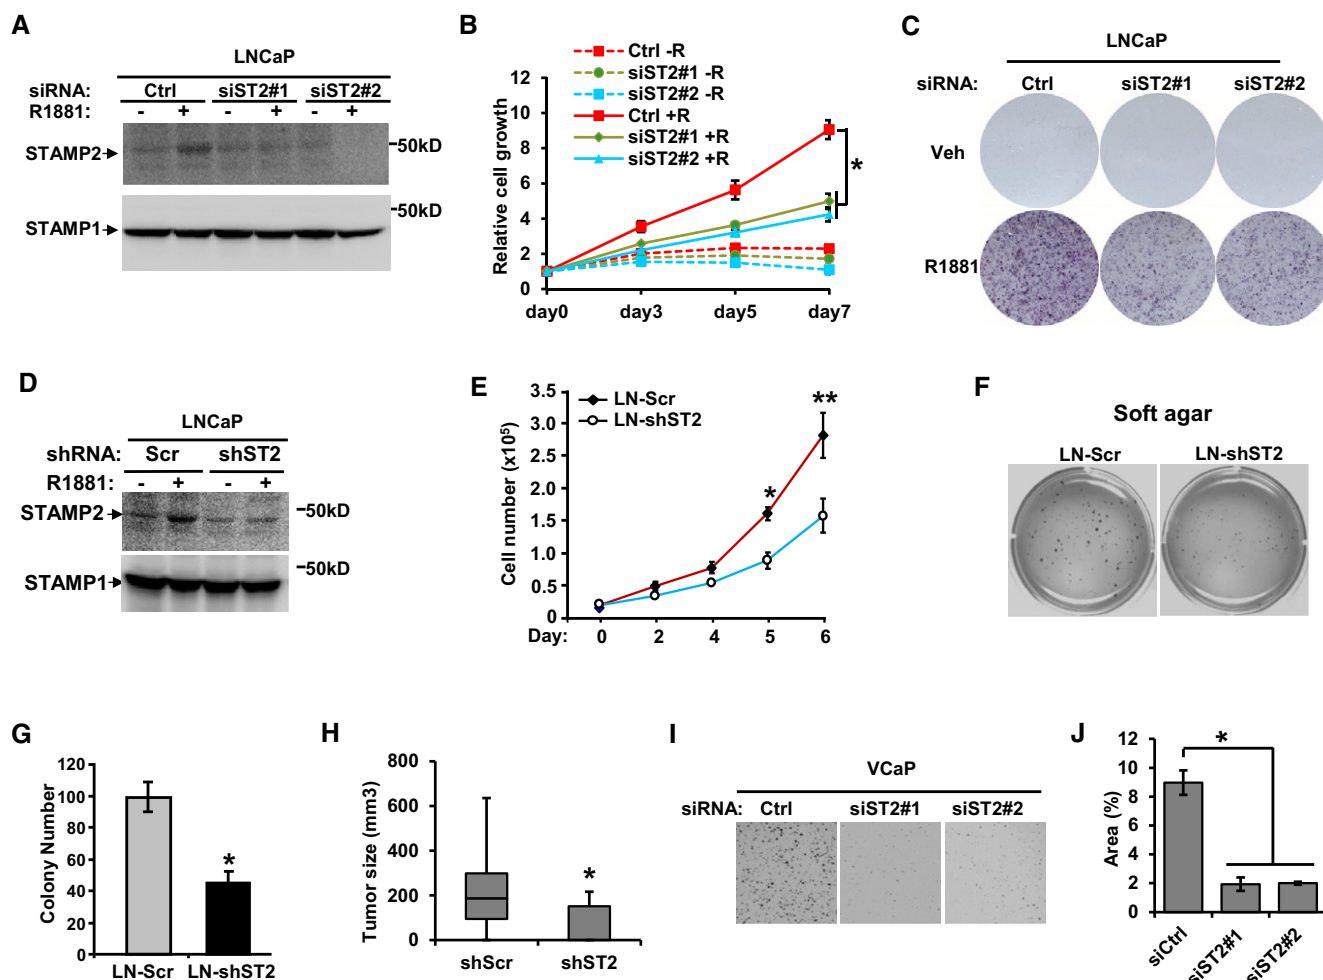 A
LNCaP
siRNA: Ctrl siST2#1 siST2#2
R1881: - + - + - +
STAMP2 -50kD
-50kD
STAMP1
B
Ctrl -R
siST2#1 -R
siST2#2 -R
Ctrl +R
siST2#1 +R
siST2#2 +R
Relative cell growth
12
10
8
6
4
2
0
*
day0 day3 day5 day7
C
LNCaP
siRNA: Ctrl siST2#1 siST2#2
Veh
R1881
D
LNCaP
shRNA: Scr shST2
R1881: - + - +
STAMP2 -50kD
-50kD
STAMP1
E
LN-Scr
LN-shST2
Cell number (x10⁵)
3.5
3.0
2.5
2.0
1.5
1.0
0.5
0
* **
Day: 0 2 4 5 6
F
Soft agar
LN-Scr LN-shST2
G
Colony Number
120
100
80
60
40
20
0
*
LN-Scr LN-shST2
H
Tumor size (mm3)
800
600
400
200
0
*
shScr shST2
I
VCaP
siRNA: Ctrl siST2#1 siST2#2
J
Area (%)
12
10
8
6
4
2
0
*
siCtrl siST2#1 siST2#2